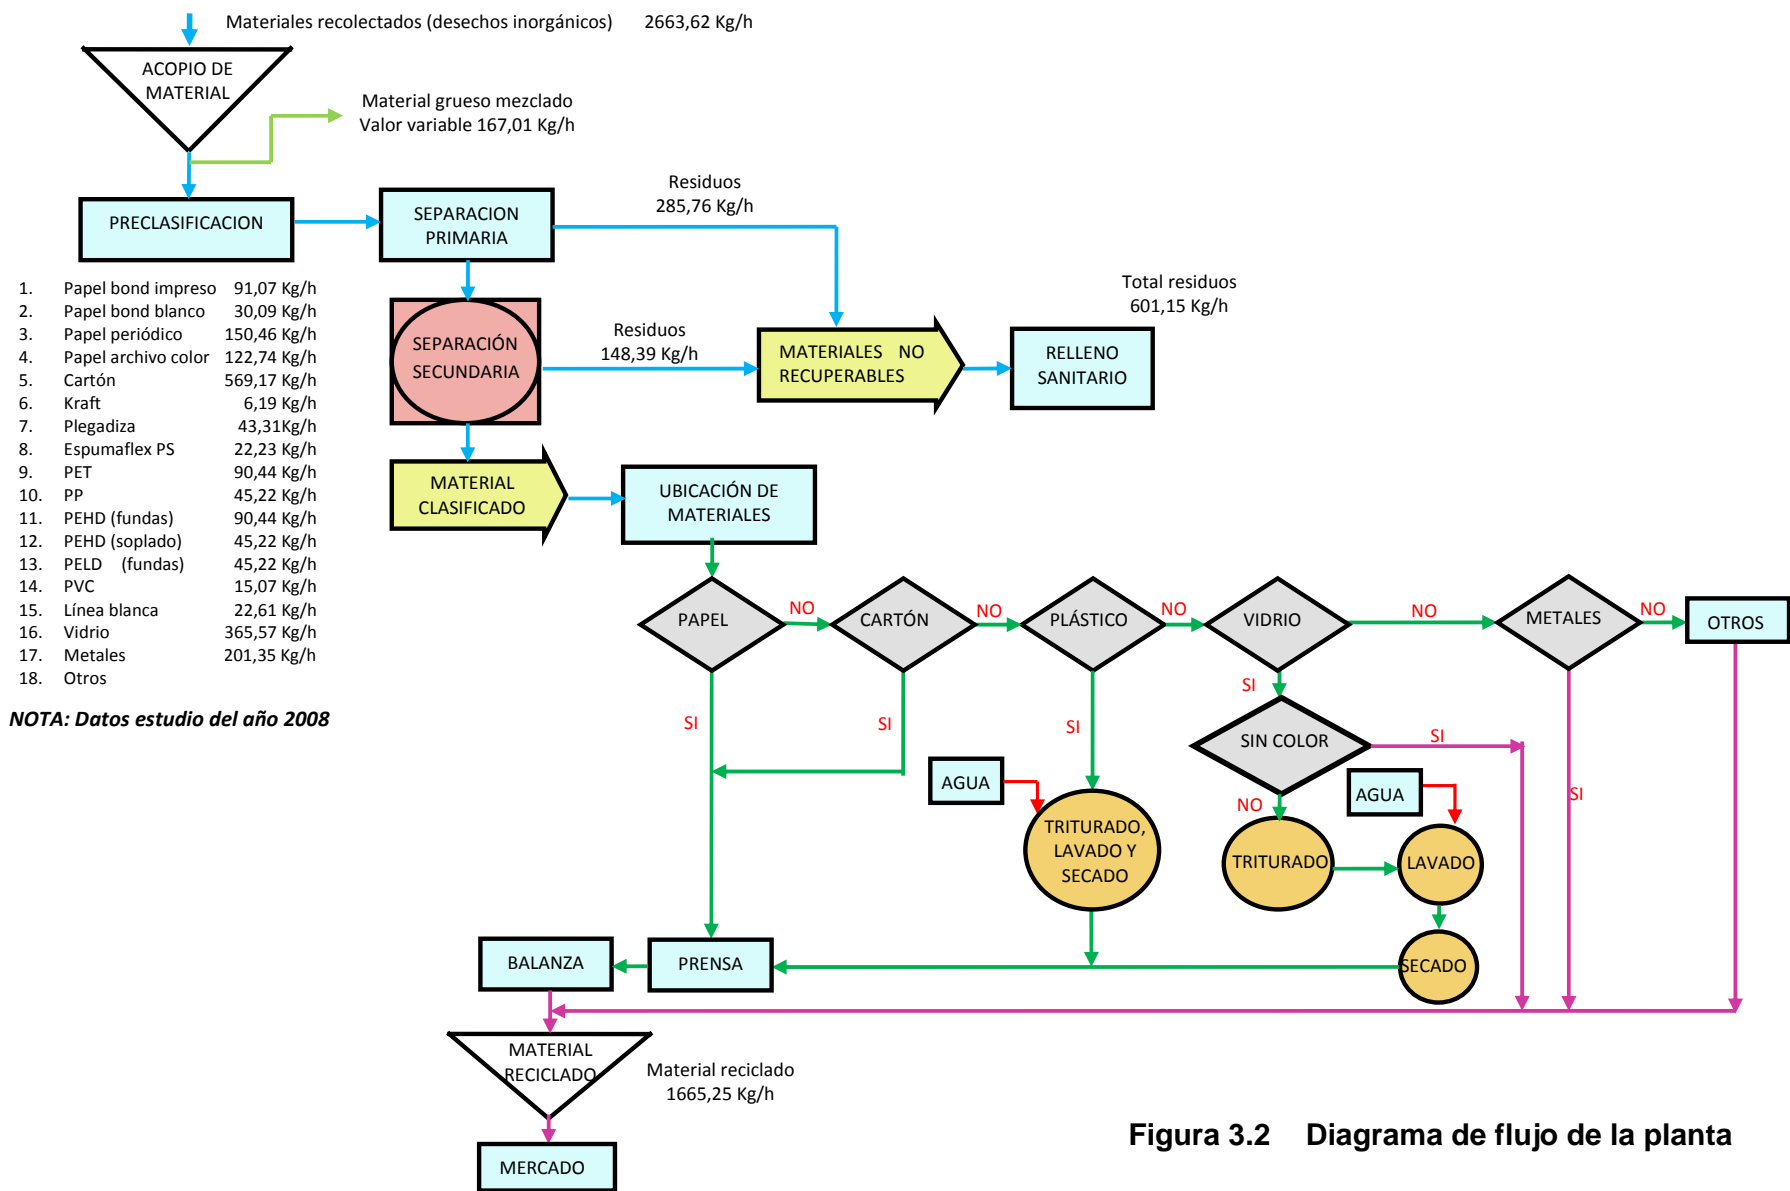 Materiales recolectados (desechos inorgánicos) 2663,62 Kg/h
ACOPIO DE
MATERIAL
Material grueso mezclado
Valor variable 167,01 Kg/h
PRECLASIFICACION
SEPARACION
PRIMARIA
Residuos
285,76 Kg/h
1. Papel bond impreso 91,07 Kg/h
2. Papel bond blanco 30,09 Kg/h
3. Papel periódico 150,46 Kg/h
4. Papel archivo color 122,74 Kg/h
5. Cartón 569,17 Kg/h
6. Kraft 6,19 Kg/h
7. Plegadiza 43,31Kg/h
8. Espumaflex PS 22,23 Kg/h
9. PET 90,44 Kg/h
10. PP 45,22 Kg/h
11. PEHD (fundas) 90,44 Kg/h
12. PEHD (soplado) 45,22 Kg/h
13. PELD (fundas) 45,22 Kg/h
14. PVC 15,07 Kg/h
15. Línea blanca 22,61 Kg/h
16. Vidrio 365,57 Kg/h
17. Metales 201,35 Kg/h
18. Otros
NOTA: Datos estudio del año 2008
SEPARACIÓN
SECUNDARIA
Residuos
148,39 Kg/h
MATERIALES NO
RECUPERABLES
Total residuos
601,15 Kg/h
RELLENO
SANITARIO
MATERIAL
CLASIFICADO
UBICACIÓN DE
MATERIALES
PAPEL
NO
CARTÓN
NO
PLÁSTICO
NO
VIDRIO
NO
METALES
NO
OTROS
SI
SI
SI
SI
SIN COLOR
SI
SI
NO
AGUA
AGUA
TRITURADO,
LAVADO Y
SECADO
TRITURADO
LAVADO
SECADO
BALANZA
PRENSA
MATERIAL
RECICLADO
Material reciclado
1665,25 Kg/h
MERCADO
Figura 3.2 Diagrama de flujo de la planta